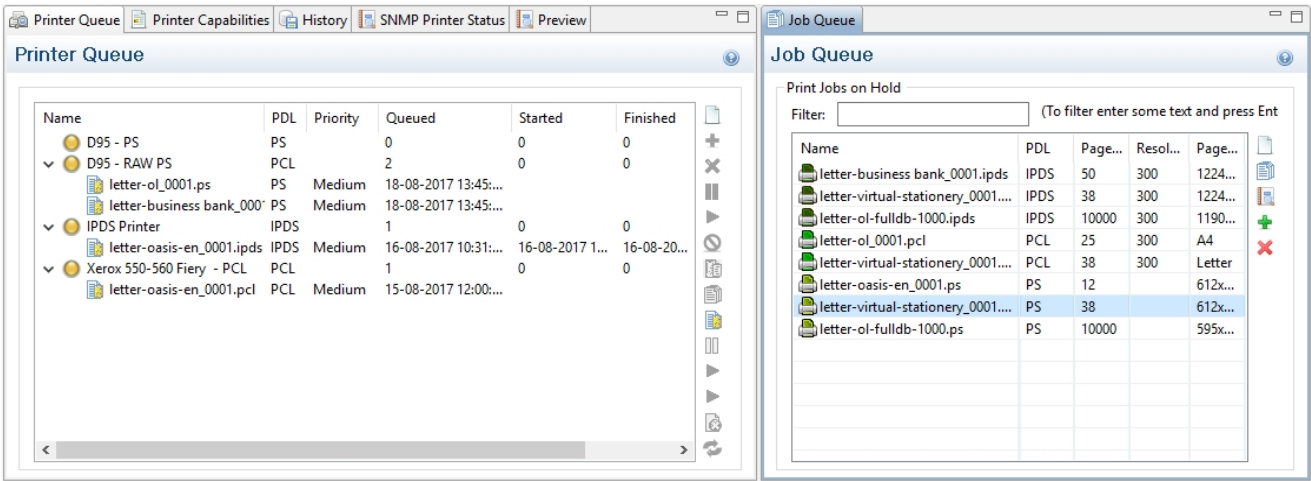 Printer Queue Printer Capabilities History SNMP Printer Status Preview
Printer Queue
Name PDL Priority Queued Started Finished
D95 - PS PS 0 0 0
D95 - RAW PS PCL 2 0 0
letter-ol_0001.ps PS Medium 18-08-2017 13:45:...
letter-business bank_000 PS Medium 18-08-2017 13:45:...
IPDS Printer IPDS 1 0 0
letter-oasis-en_0001.ipds IPDS Medium 16-08-2017 10:31:... 16-08-2017 1... 16-08-20...
Xerox 550-560 Fiery - PCL PCL 1 0 0
letter-oasis-en_0001.pcl PCL Medium 15-08-2017 12:00:...
Job Queue
Job Queue
Print Jobs on Hold
Filter: (To filter enter some text and press Ent
Name PDL Page... Resol... Page...
letter-business bank_0001.ipds IPDS 50 300 1224...
letter-virtual-stationery_0001.... IPDS 38 300 1224...
letter-ol-fulldb-1000.ipds IPDS 10000 300 1190...
letter-ol_0001.pcl PCL 25 300 A4
letter-virtual-stationery_0001.... PCL 38 300 Letter
letter-oasis-en_0001.ps PS 12 612x...
letter-virtual-stationery_0001.... PS 38 612x...
letter-ol-fulldb-1000.ps PS 10000 595x...